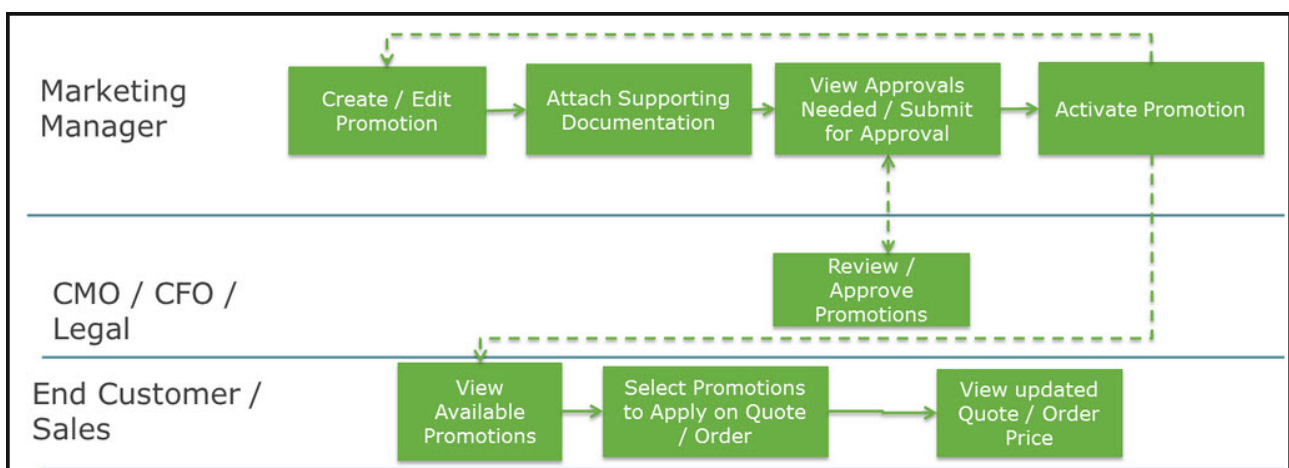 Marketing
Manager
Create / Edit
Promotion
Attach Supporting
Documentation
View Approvals
Needed / Submit
for Approval
Activate Promotion
CMO / CFO /
Legal
Review /
Approve
Promotions
End Customer /
Sales
View
Available
Promotions
Select Promotions
to Apply on Quote
/ Order
View updated
Quote / Order
Price